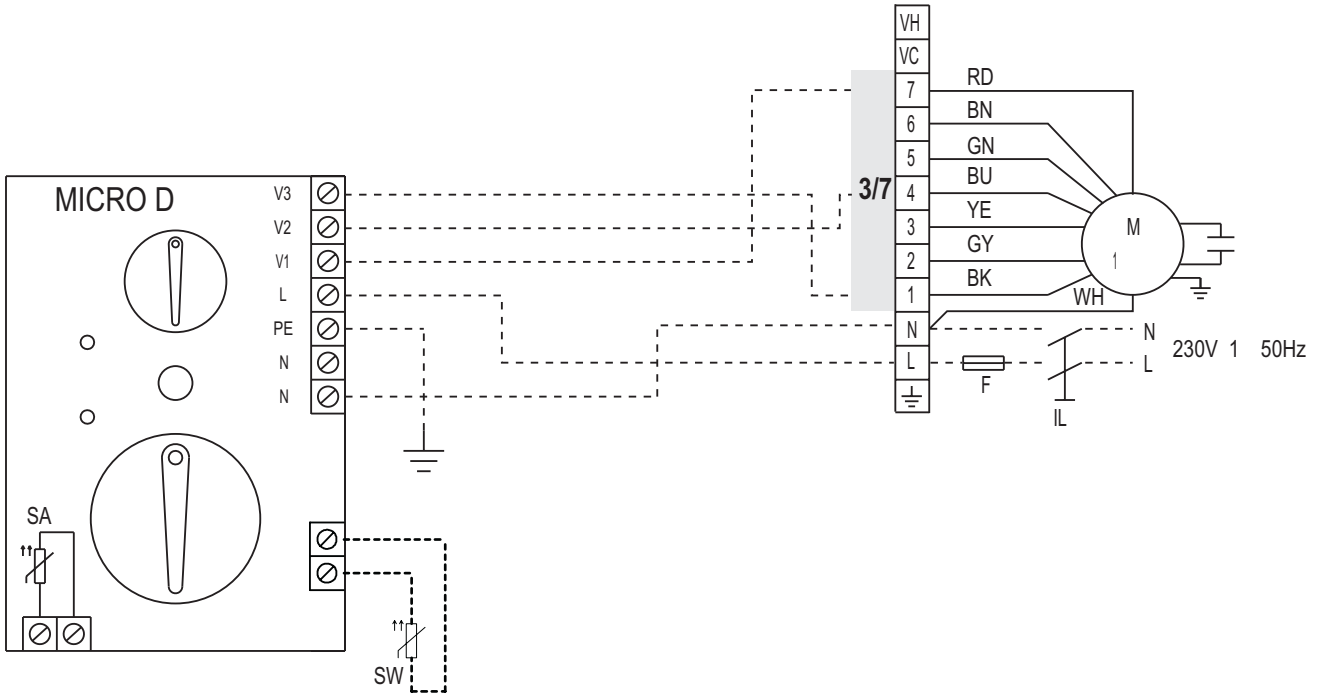 VH
VC
7 RD
6 BN
5 GN
BU
MICRO D V3 3/7 4
YE
V2 3 M
GY
V1 2 1
BK
L 1
WH
PE N N
230V 1 50Hz
N L L
F
N
IL
SA
SW